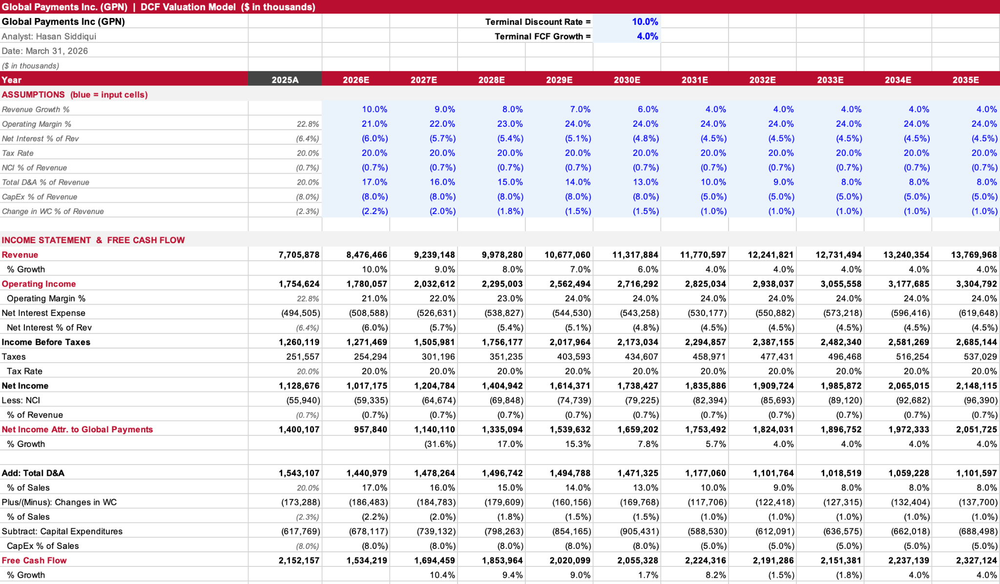 Global Payments Inc. (GPN) | DCF Valuation Model ($ in thousands)
Global Payments Inc (GPN) Terminal Discount Rate = 10.0%
Analyst: Hasan Siddiqui Terminal FCF Growth = 4.0%
Date: March 31, 2026
($ in thousands)
Year 2025A 2026E 2027E 2028E 2029E 2030E 2031E 2032E 2033E 2034E 2035E
ASSUMPTIONS (blue = input cells)
Revenue Growth % 10.0% 9.0% 8.0% 7.0% 6.0% 4.0% 4.0% 4.0% 4.0% 4.0%
Operating Margin % 22.8% 21.0% 22.0% 23.0% 24.0% 24.0% 24.0% 24.0% 24.0% 24.0% 24.0%
Net Interest % of Rev (6.4%) (6.0%) (5.7%) (5.4%) (5.1%) (4.8%) (4.5%) (4.5%) (4.5%) (4.5%) (4.5%)
Tax Rate 20.0% 20.0% 20.0% 20.0% 20.0% 20.0% 20.0% 20.0% 20.0% 20.0% 20.0%
NCI % of Revenue (0.7%) (0.7%) (0.7%) (0.7%) (0.7%) (0.7%) (0.7%) (0.7%) (0.7%) (0.7%) (0.7%)
Total D&A % of Revenue 20.0% 17.0% 16.0% 15.0% 14.0% 13.0% 10.0% 9.0% 8.0% 8.0% 8.0%
CapEx % of Revenue (8.0%) (8.0%) (8.0%) (8.0%) (8.0%) (8.0%) (5.0%) (5.0%) (5.0%) (5.0%) (5.0%)
Change in WC % of Revenue (2.3%) (2.2%) (2.0%) (1.8%) (1.5%) (1.5%) (1.0%) (1.0%) (1.0%) (1.0%) (1.0%)
INCOME STATEMENT & FREE CASH FLOW
Revenue 7,705,878 8,476,466 9,239,148 9,978,280 10,677,060 11,317,884 11,770,597 12,241,821 12,731,494 13,240,354 13,769,968
% Growth 10.0% 9.0% 8.0% 7.0% 6.0% 4.0% 4.0% 4.0% 4.0% 4.0%
Operating Income 1,754,624 1,780,057 2,032,612 2,295,003 2,562,494 2,716,292 2,825,034 2,938,037 3,055,558 3,177,685 3,304,792
Operating Margin % 22.8% 21.0% 22.0% 23.0% 24.0% 24.0% 24.0% 24.0% 24.0% 24.0% 24.0%
Net Interest Expense (494,505) (508,588) (526,631) (538,827) (544,530) (543,258) (530,177) (550,882) (573,218) (596,416) (619,648)
Net Interest % of Rev (6.4%) (6.0%) (5.7%) (5.4%) (5.1%) (4.8%) (4.5%) (4.5%) (4.5%) (4.5%) (4.5%)
Income Before Taxes 1,260,119 1,271,469 1,505,981 1,756,177 2,017,964 2,173,034 2,294,857 2,387,155 2,482,340 2,581,269 2,685,144
Taxes 251,557 254,294 301,196 351,235 403,593 434,607 458,971 477,431 496,468 516,254 537,029
Tax Rate 20.0% 20.0% 20.0% 20.0% 20.0% 20.0% 20.0% 20.0% 20.0% 20.0% 20.0%
Net Income 1,128,676 1,017,175 1,204,784 1,404,942 1,614,371 1,738,427 1,835,886 1,909,724 1,985,872 2,065,015 2,148,115
Less: NCI (55,940) (59,335) (64,674) (69,848) (74,739) (79,225) (82,394) (85,693) (89,120) (92,682) (96,390)
% of Revenue (0.7%) (0.7%) (0.7%) (0.7%) (0.7%) (0.7%) (0.7%) (0.7%) (0.7%) (0.7%) (0.7%)
Net Income Attr. to Global Payments 1,400,107 957,840 1,140,110 1,335,094 1,539,632 1,659,202 1,753,492 1,824,031 1,896,752 1,972,333 2,051,725
% Growth (31.6%) 17.0% 15.3% 7.8% 5.7% 4.0% 4.0% 4.0% 4.0%
Add: Total D&A 1,543,107 1,440,979 1,478,264 1,496,742 1,494,788 1,471,325 1,177,060 1,101,764 1,018,519 1,059,228 1,101,597
% of Sales 20.0% 17.0% 16.0% 15.0% 14.0% 13.0% 10.0% 9.0% 8.0% 8.0% 8.0%
Plus/(Minus): Changes in WC (173,288) (186,483) (184,783) (179,609) (160,156) (169,768) (117,706) (122,418) (127,315) (132,404) (137,700)
% of Sales (2.3%) (2.2%) (2.0%) (1.8%) (1.5%) (1.5%) (1.0%) (1.0%) (1.0%) (1.0%) (1.0%)
Subtract: Capital Expenditures (617,769) (678,117) (739,132) (798,263) (854,165) (905,431) (588,530) (612,091) (636,575) (662,018) (688,498)
CapEx % of Sales (8.0%) (8.0%) (8.0%) (8.0%) (8.0%) (8.0%) (5.0%) (5.0%) (5.0%) (5.0%) (5.0%)
Free Cash Flow 2,152,157 1,534,219 1,694,459 1,853,964 2,020,099 2,055,328 2,224,316 2,191,286 2,151,381 2,237,139 2,327,124
% Growth 10.4% 9.4% 9.0% 1.7% 8.2% (1.5%) (1.8%) 4.0% 4.0%